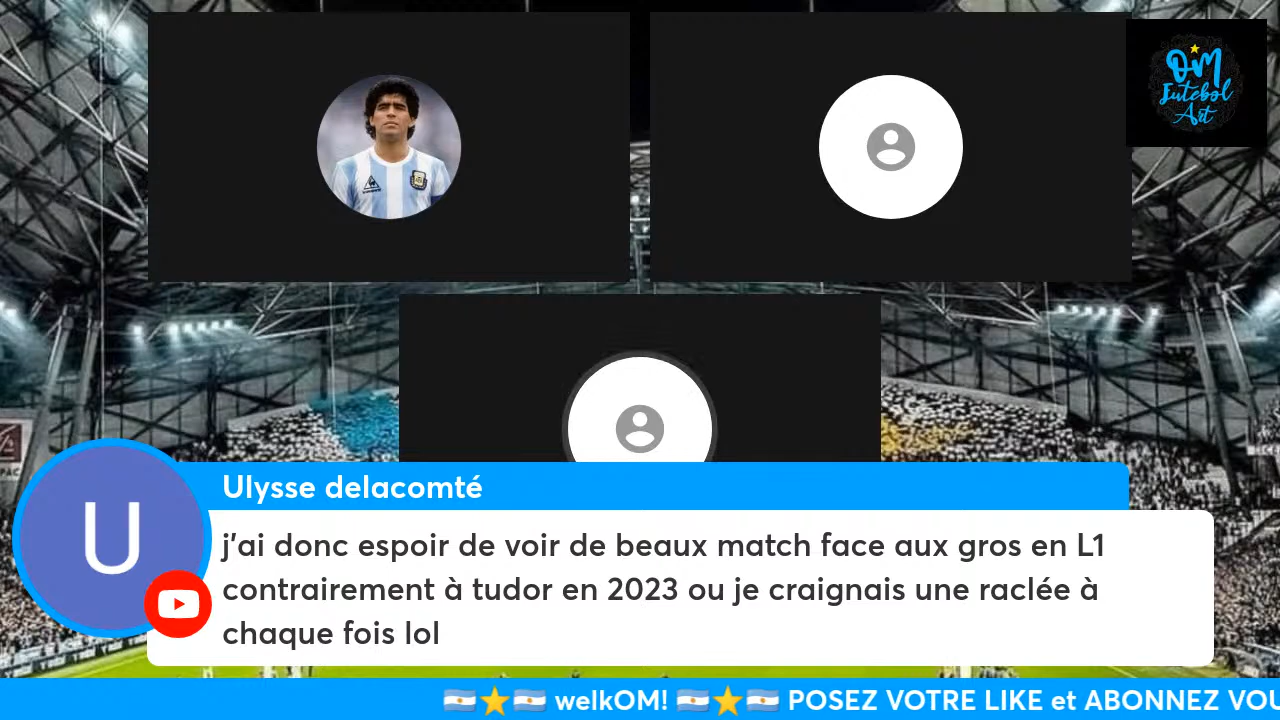 OM
Futebol
Art
Ulysse delacomté
U
j'ai donc espoir de voir de beaux match face aux gros en L1
contrairement à tudor en 2023 ou je craignais une raclée à
chaque fois lol
🇦🇷⭐🇦🇷 welkOM! 🇦🇷⭐🇦🇷 POSEZ VOTRE LIKE et ABONNEZ VOU